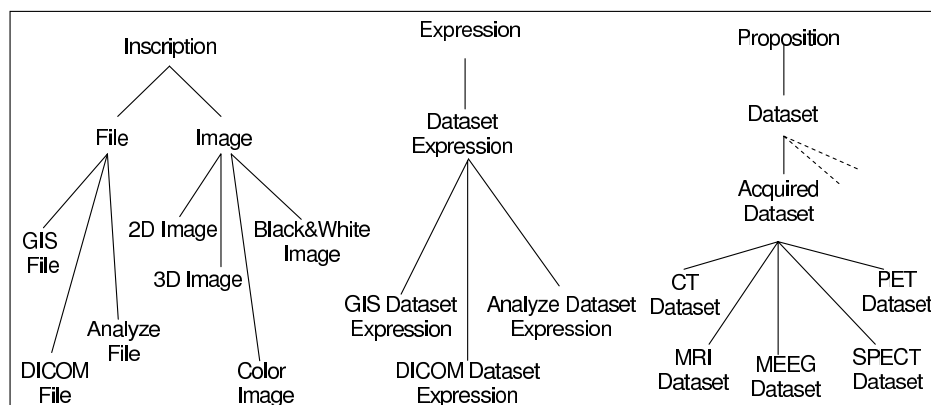 Inscription
File
Image
GIS
File
2D Image
Black&White
Image
3D Image
Analyze
File
DICOM
File
Color
Image
Expression
Dataset
Expression
GIS Dataset
Expression
Analyze Dataset
Expression
DICOM Dataset
Expression
Proposition
Dataset
Acquired
Dataset
CT
Dataset
PET
Dataset
MRI
Dataset
MEEG
Dataset
SPECT
Dataset